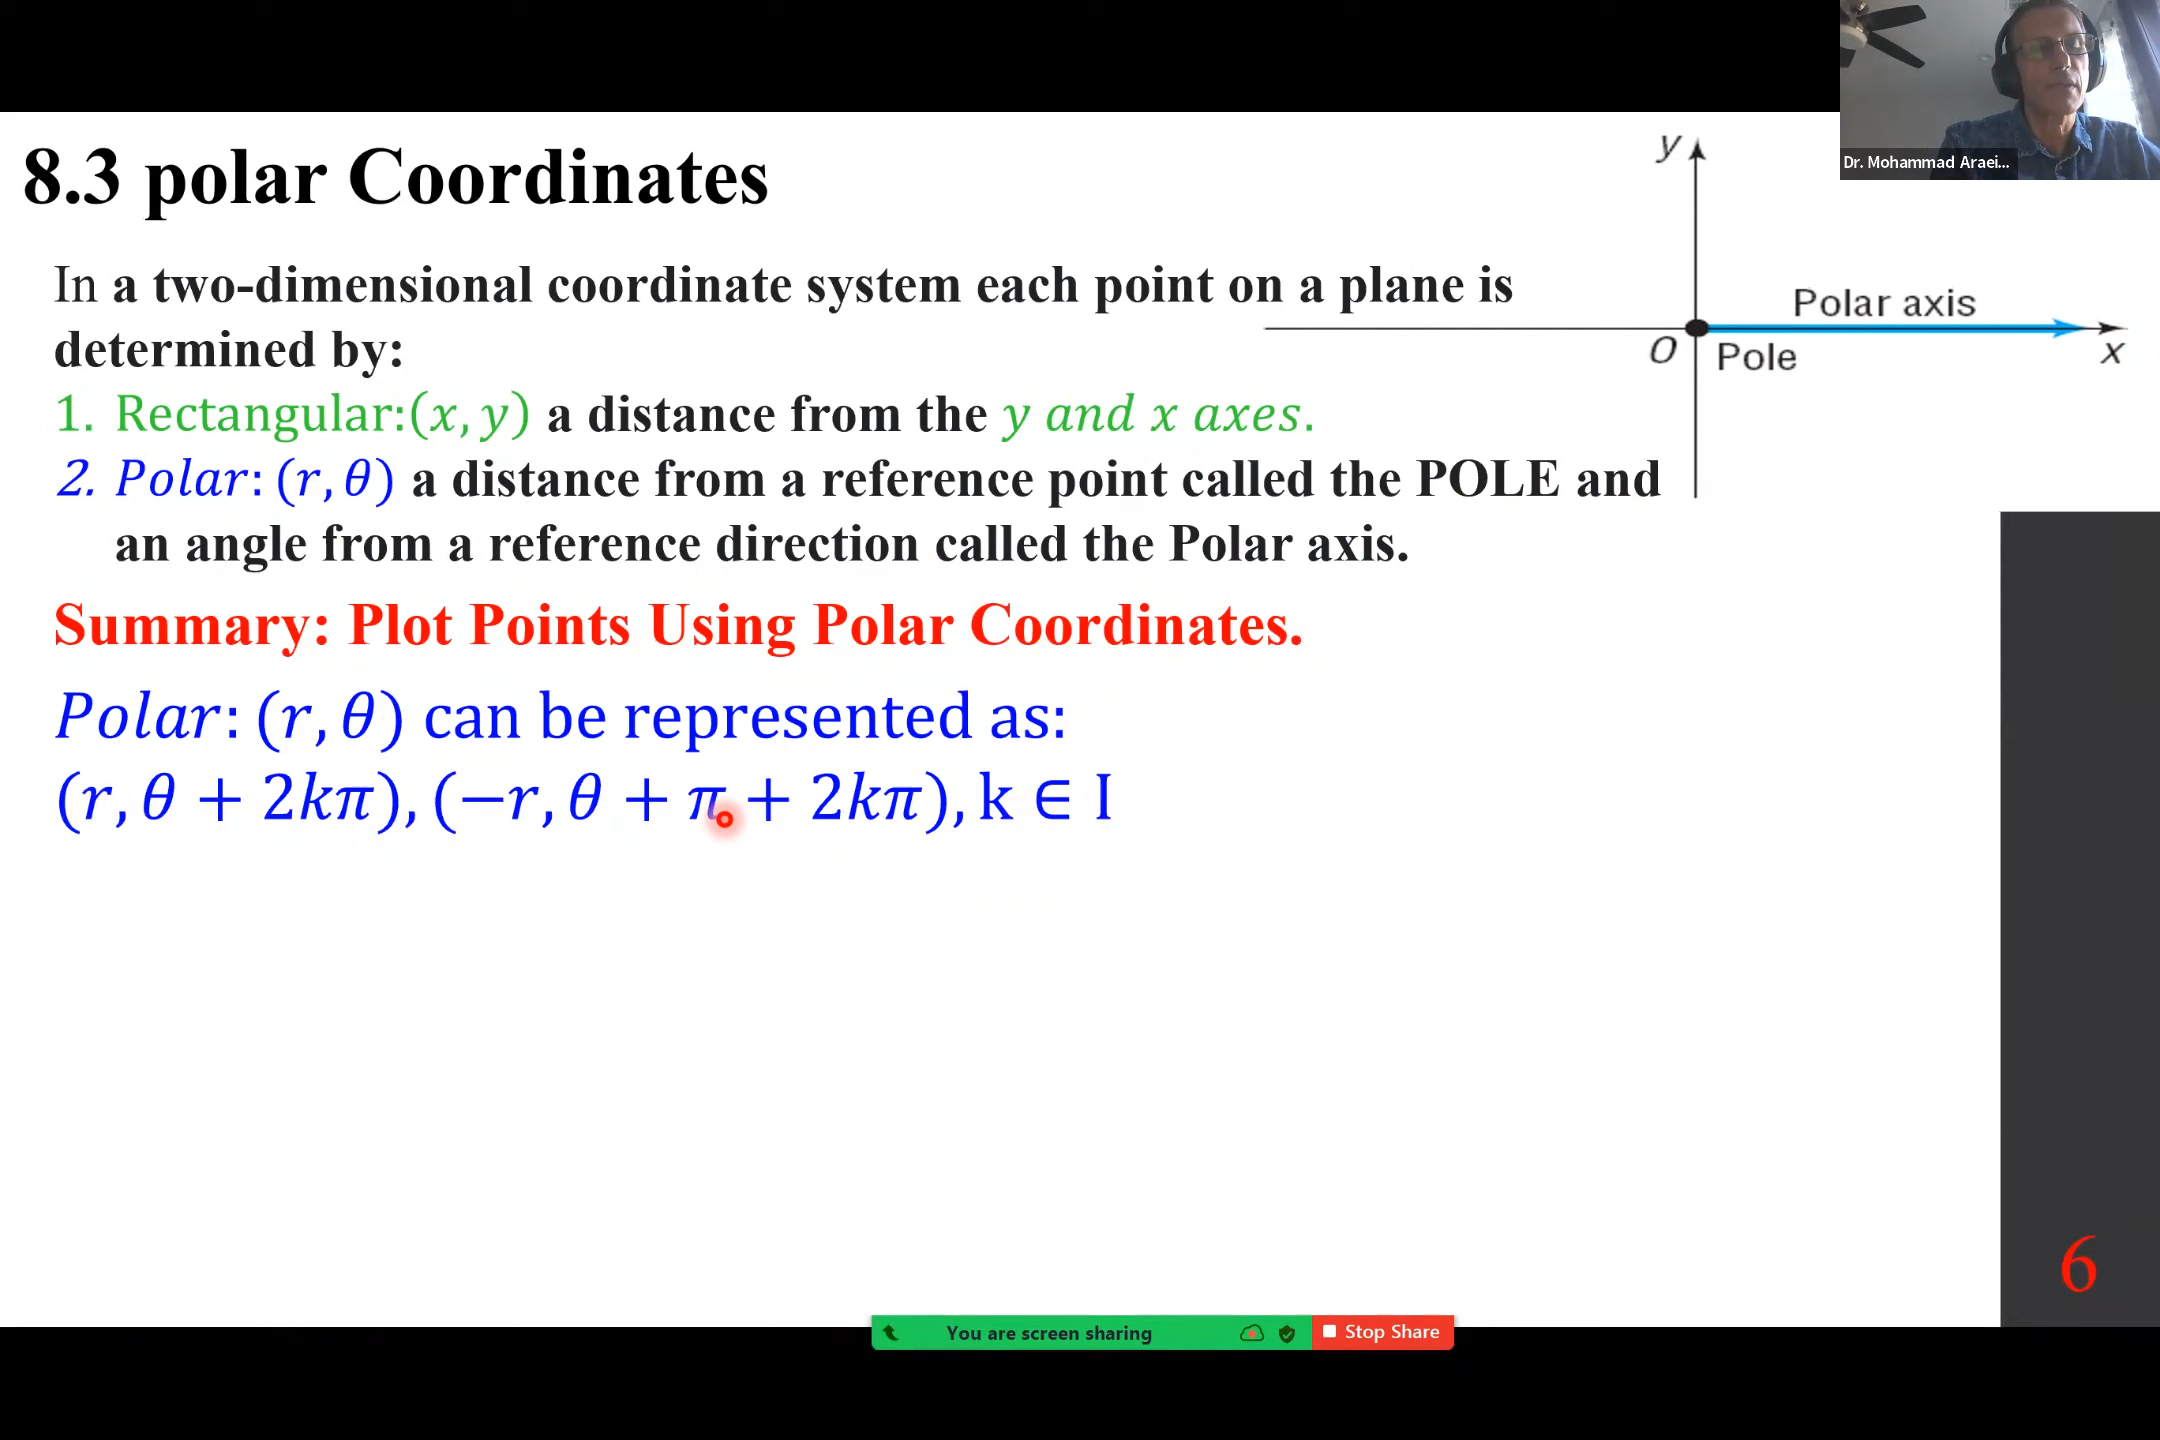 Dr. Mohammad Araei...
8.3 polar Coordinates
y
In a two-dimensional coordinate system each point on a plane is
determined by:
Polar axis
O Pole x
1. Rectangular:(x, y) a distance from the y and x axes.
2. Polar: (r, θ) a distance from a reference point called the POLE and
an angle from a reference direction called the Polar axis.
Summary: Plot Points Using Polar Coordinates.
Polar: (r, θ) can be represented as:
(r, θ + 2kπ), (−r, θ + π + 2kπ), k ∈ I
6
You are screen sharing Stop Share